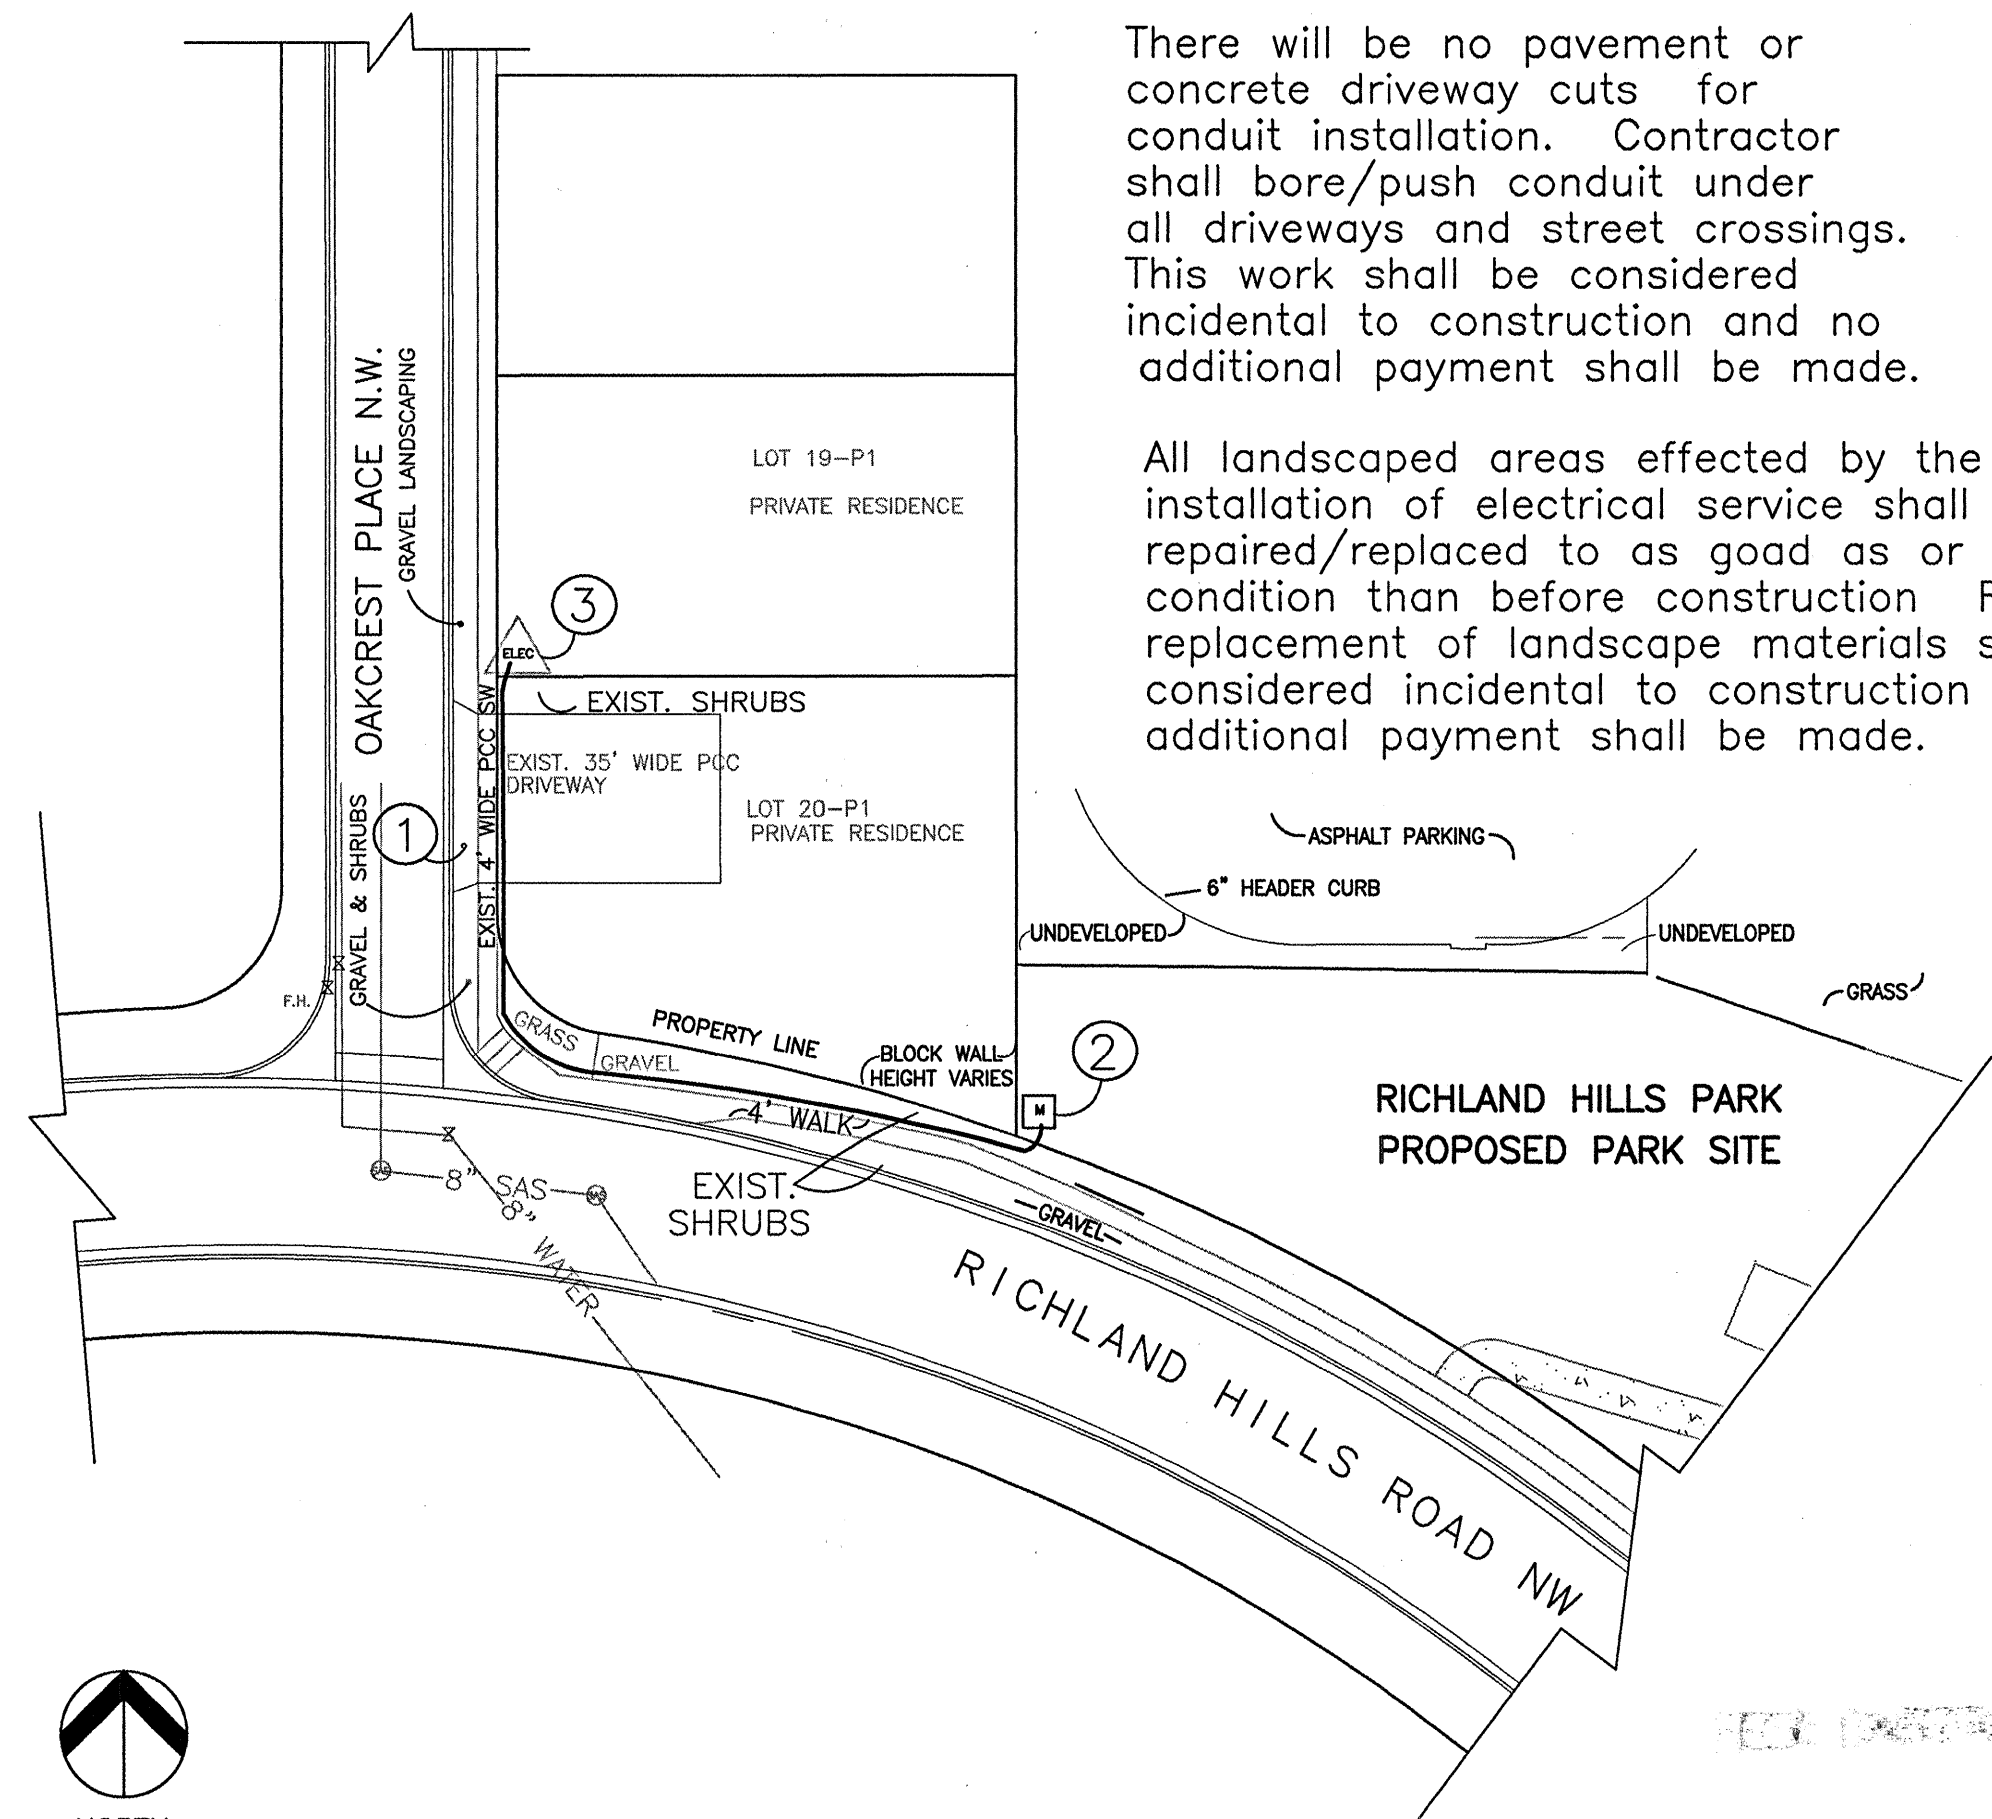 There will be no pavement or
concrete driveway cuts for
conduit installation. Contractor
shall bore/push conduit under
all driveways and street crossings.
This work shall be considered
incidental to construction and no
additional payment shall be made.
All landscaped areas effected by the
installation of electrical service shall
repaired/replaced to as goad as or
condition than before construction
replacement of landscape materials
considered incidental to construction
additional payment shall be made.
OAKCREST PLACE N.W.
GRAVEL LANDSCAPING
LOT 19-P1
PRIVATE RESIDENCE
3
ELEC
EXIST. SHRUBS
EXIST. 4' WIDE PCC SW
EXIST. 35' WIDE PCC
DRIVEWAY
LOT 20-P1
PRIVATE RESIDENCE
1
GRAVEL & SHRUBS
F.H.
ASPHALT PARKING
6" HEADER CURB
UNDEVELOPED
UNDEVELOPED
GRASS
GRASS
GRAVEL
PROPERTY LINE
BLOCK WALL
HEIGHT VARIES
2
M
4' WALK
RICHLAND HILLS PARK
PROPOSED PARK SITE
SAS
8" SAS
SAS
8" WATER
EXIST.
SHRUBS
GRAVEL
RICHLAND HILLS ROAD NW